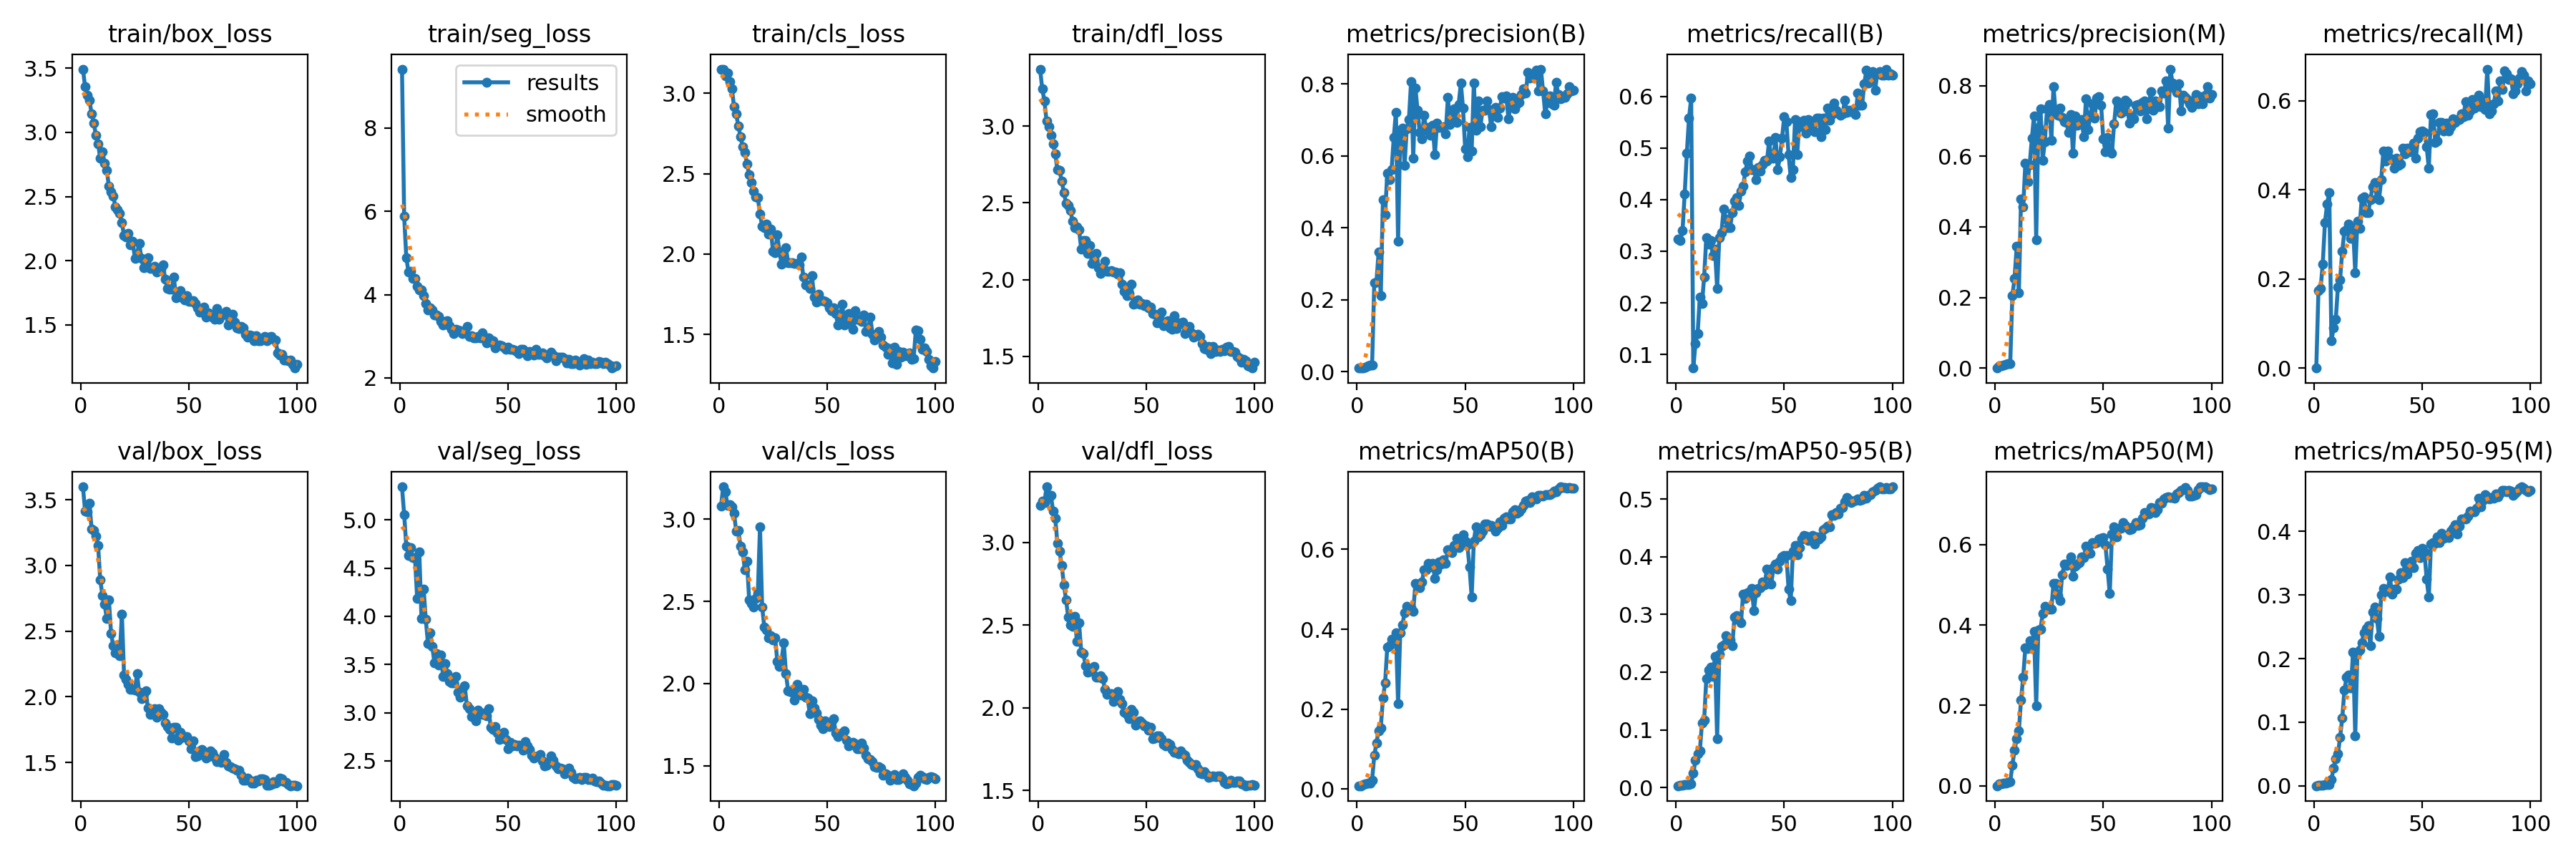 train/box_loss
train/seg_loss
train/cls_loss
train/dfl_loss
metrics/precision(B)
metrics/recall(B)
metrics/precision(M)
metrics/recall(M)
3.5
3.0
2.5
2.0
1.5
0 50 100
results
smooth
8
6
4
2
0 50 100
3.0
2.5
2.0
1.5
0 50 100
3.0
2.5
2.0
1.5
0 50 100
0.8
0.6
0.4
0.2
0.0
0 50 100
0.6
0.5
0.4
0.3
0.2
0.1
0 50 100
0.8
0.6
0.4
0.2
0.0
0 50 100
0.6
0.4
0.2
0.0
0 50 100
val/box_loss
val/seg_loss
val/cls_loss
val/dfl_loss
metrics/mAP50(B)
metrics/mAP50-95(B)
metrics/mAP50(M)
metrics/mAP50-95(M)
3.5
3.0
2.5
2.0
1.5
0 50 100
5.0
4.5
4.0
3.5
3.0
2.5
0 50 100
3.0
2.5
2.0
1.5
0 50 100
3.0
2.5
2.0
1.5
0 50 100
0.6
0.4
0.2
0.0
0 50 100
0.5
0.4
0.3
0.2
0.1
0.0
0 50 100
0.6
0.4
0.2
0.0
0 50 100
0.4
0.3
0.2
0.1
0.0
0 50 100